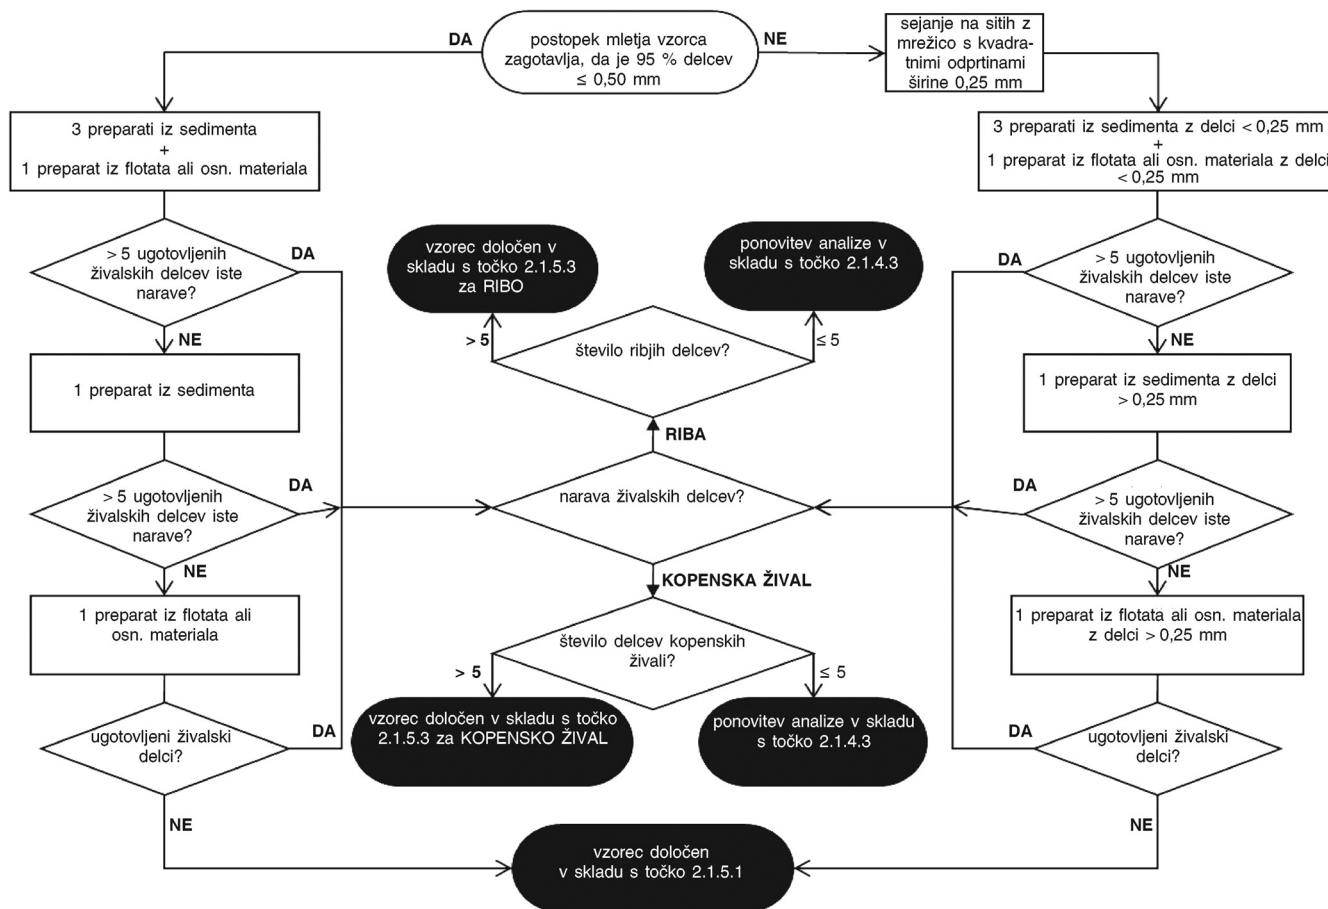 DA
postopek mletja vzorca
zagotavlja, da je 95 % delcev
≤ 0,50 mm
NE
sejanje na sitih z
mrežico s kvadra-
tnimi odprtinami
širine 0,25 mm
3 preparati iz sedimenta
+
1 preparat iz flotata ali osn. materiala
3 preparati iz sedimenta z delci < 0,25 mm
+
1 preparat iz flotata ali osn. materiala z delci
< 0,25 mm
> 5 ugotovljenih
živalskih delcev iste
narave?
DA
vzorec določen v
skladu s točko 2.1.5.3
za RIBO
ponovitev analize v
skladu s točko 2.1.4.3
DA
> 5 ugotovljenih
živalskih delcev iste
narave?
NE
> 5
število ribjih delcev?
≤ 5
NE
1 preparat iz sedimenta
1 preparat iz sedimenta z delci
> 0,25 mm
RIBA
> 5 ugotovljenih
živalskih delcev iste
narave?
DA
narava živalskih delcev?
DA
> 5 ugotovljenih
živalskih delcev iste
narave?
NE
KOPENSKA ŽIVAL
NE
1 preparat iz flotata ali
osn. materiala
1 preparat iz flotata ali osn. materiala
z delci > 0,25 mm
število delcev kopenskih
živali?
> 5
≤ 5
vzorec določen v skladu s točko
2.1.5.3 za KOPENSKO ŽIVAL
ponovitev analize v skladu
s točko 2.1.4.3
ugotovljeni živalski
delci?
DA
DA
ugotovljeni živalski
delci?
NE
NE
vzorec določen
v skladu s točko 2.1.5.1